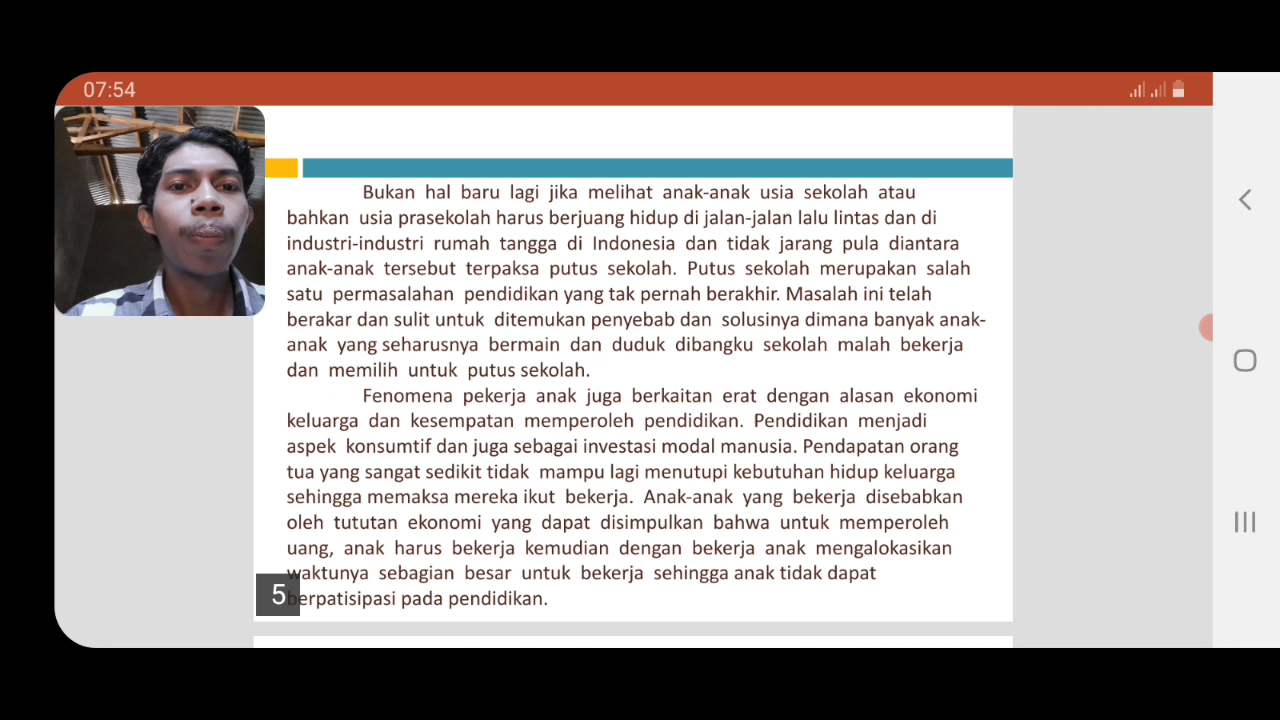 07:54
Bukan hal baru lagi jika melihat anak-anak usia sekolah atau
bahkan usia prasekolah harus berjuang hidup di jalan-jalan lalu lintas dan di
industri-industri rumah tangga di Indonesia dan tidak jarang pula diantara
anak-anak tersebut terpaksa putus sekolah. Putus sekolah merupakan salah
satu permasalahan pendidikan yang tak pernah berakhir. Masalah ini telah
berakar dan sulit untuk ditemukan penyebab dan solusinya dimana banyak anak-
anak yang seharusnya bermain dan duduk dibangku sekolah malah bekerja
dan memilih untuk putus sekolah.
Fenomena pekerja anak juga berkaitan erat dengan alasan ekonomi
keluarga dan kesempatan memperoleh pendidikan. Pendidikan menjadi
aspek konsumtif dan juga sebagai investasi modal manusia. Pendapatan orang
tua yang sangat sedikit tidak mampu lagi menutupi kebutuhan hidup keluarga
sehingga memaksa mereka ikut bekerja. Anak-anak yang bekerja disebabkan
oleh tututan ekonomi yang dapat disimpulkan bahwa untuk memperoleh
uang, anak harus bekerja kemudian dengan bekerja anak mengalokasikan
waktunya sebagian besar untuk bekerja sehingga anak tidak dapat
berpatisipasi pada pendidikan.
5